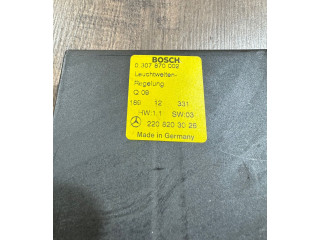 BOSCH
0 307 870 002
Leuchtweiten-
Regelung
Q 08
160 12 331
HW:1.1 SW:03
220 820 30 26
Made in Germany